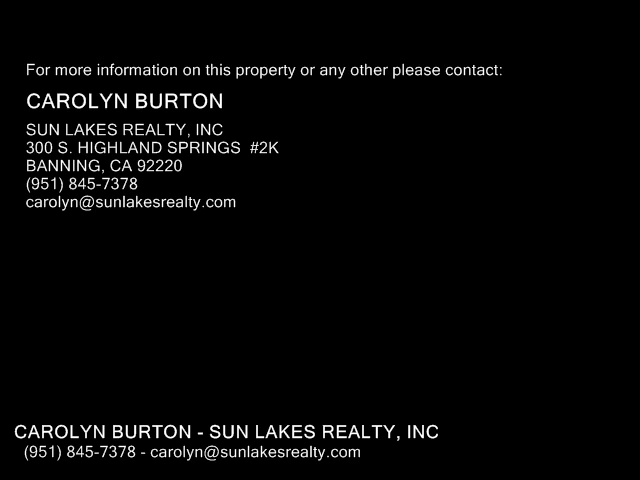 For more information on this property or any other please contact:
CAROLYN BURTON
SUN LAKES REALTY, INC
300 S. HIGHLAND SPRINGS  #2K
BANNING, CA 92220
(951) 845-7378
carolyn@sunlakesrealty.com
CAROLYN BURTON - SUN LAKES REALTY, INC
(951) 845-7378 - carolyn@sunlakesrealty.com